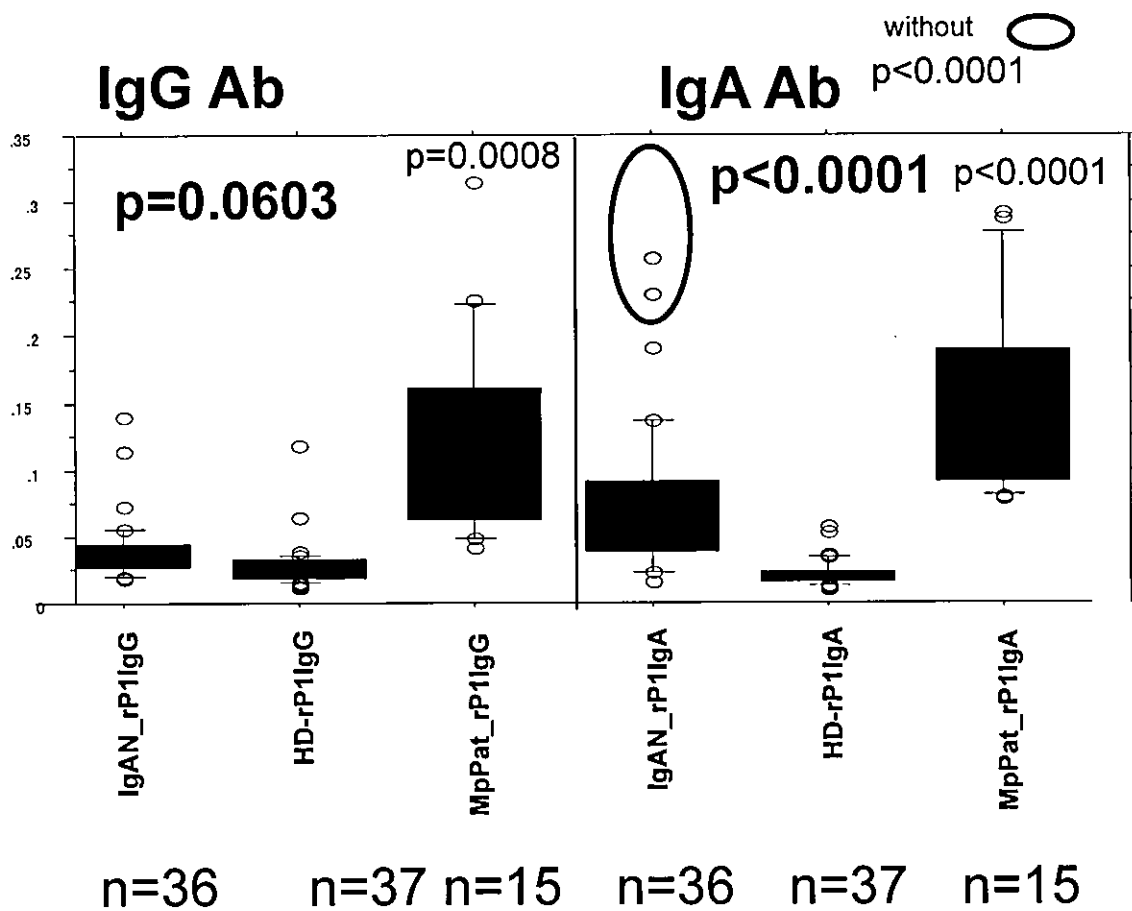 without
p<0.0001
IgG Ab
IgA Ab
p=0.0603
p=0.0008
p<0.0001
p<0.0001
.35
.3
.25
.2
.15
.1
.05
0
IgAN_rP1IgG
HD-rP1IgG
MpPat_rP1IgG
IgAN_rP1IgA
HD-rP1IgA
MpPat_rP1IgA
n=36
n=37
n=15
n=36
n=37
n=15